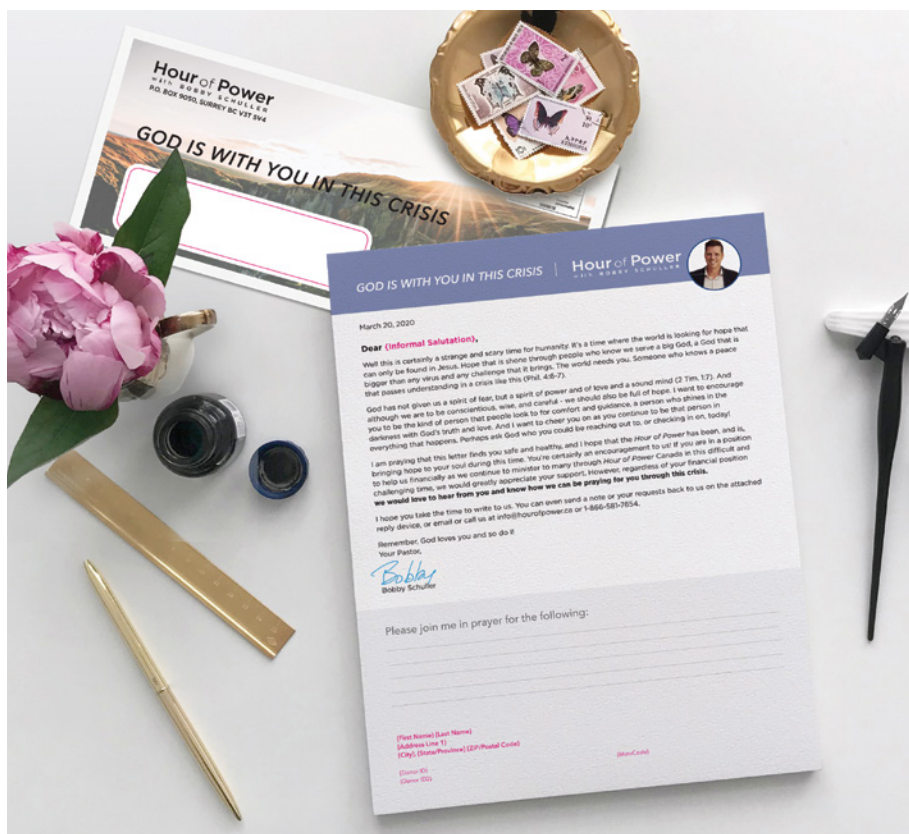 Hour of Power
with BOBBY SCHULLER
P.O. BOX 9050, SURREY BC V3T 5V4
GOD IS WITH YOU IN THIS CRISIS
GOD IS WITH YOU IN THIS CRISIS | Hour of Power
with BOBBY SCHULLER
March 20, 2020
Dear {Informal Salutation},
Well this is certainly a strange and scary time for humanity. It's a time where the world is looking for hope that
can only be found in Jesus. Hope that is shone through people who know we serve a big God, a God that is
bigger than any virus and any challenge that it brings. The world needs you. Someone who knows a peace
that passes understanding in a crisis like this (Phil. 4:6-7).
God has not given us a spirit of fear, but a spirit of power and of love and a sound mind (2 Tim. 1:7). And
although we are to be conscientious, wise, and careful - we should also be full of hope. I want to encourage
you to be the kind of person that people look to for comfort and guidance, a person who shines in the
darkness with God's truth and love. And I want to cheer you on as you continue to be that person in
everything that happens. Perhaps ask God who you could be reaching out to, or checking in on, today!
I am praying that this letter finds you safe and healthy, and I hope that the Hour of Power has been, and is,
bringing hope to your soul during this time. You're certainly an encouragement to us! If you are in a position
to help us financially as we continue to minister to many through Hour of Power Canada in this difficult and
challenging time, we would greatly appreciate your support. However, regardless of your financial position
we would love to hear from you and know how we can be praying for you through this crisis.
I hope you take the time to write to us. You can even send a note or your requests back to us on the attached
reply device, or email or call us at info@hourofpower.ca or 1-866-581-7654.
Remember, God loves you and so do I!
Your Pastor,
Bobby
Bobby Schuller
Please join me in prayer for the following:
{First Name} {Last Name}
{Address Line 1}
{City}, {State/Province} {ZIP/Postal Code}
{Donor ID}
{Donor IDQ}
{MotvCode}